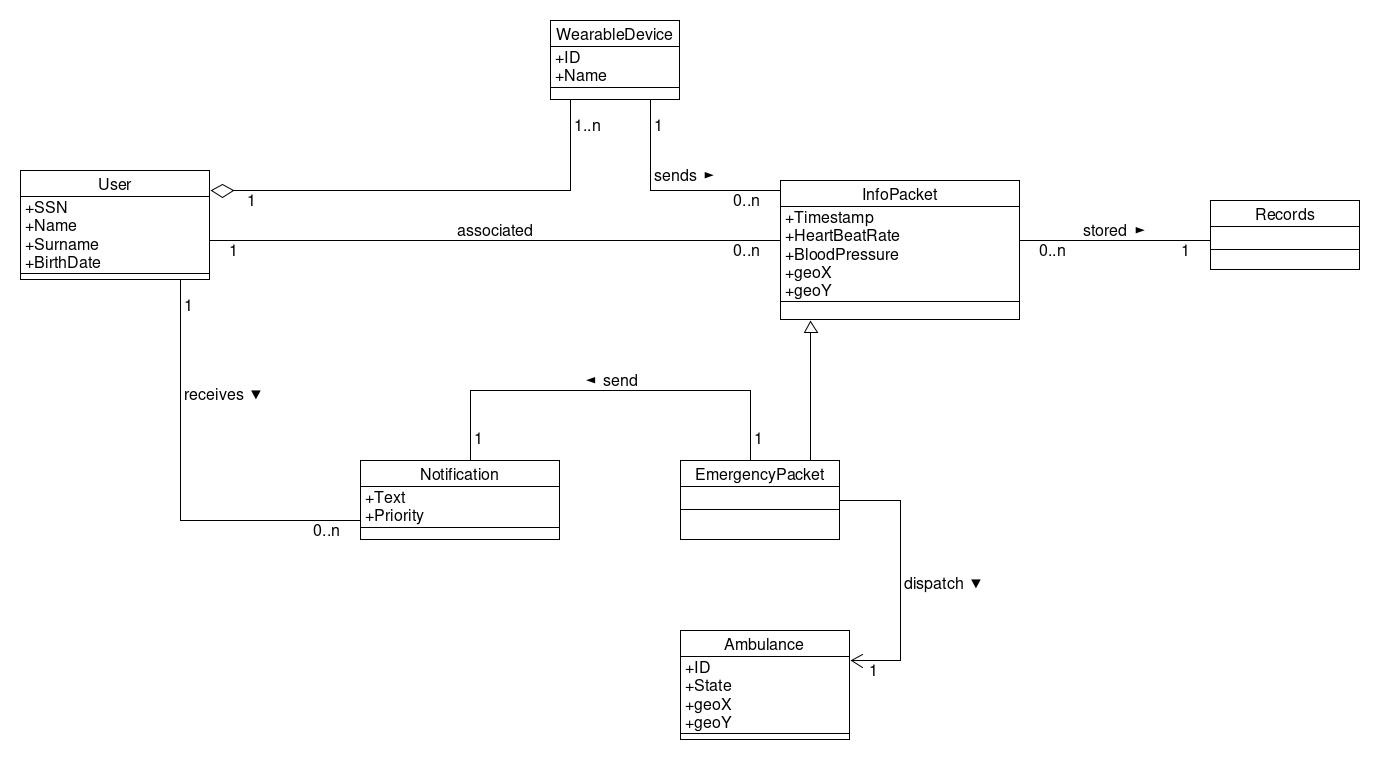 WearableDevice
+ID
+Name
1..n
1
sends ►
0..n
User
+SSN
+Name
+Surname
+BirthDate
1
1
associated
0..n
InfoPacket
+Timestamp
+HeartBeatRate
+BloodPressure
+geoX
+geoY
stored ►
0..n
1
Records
1
receives ▼
0..n
◄ send
1
1
Notification
+Text
+Priority
EmergencyPacket
dispatch ▼
1
Ambulance
+ID
+State
+geoX
+geoY